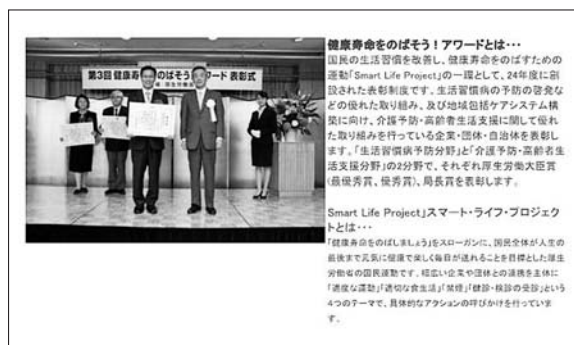 第3回 健康寿命をのばそう！アワード 表彰式
健康寿命をのばそう！アワードとは･･･
国民の生活習慣を改善し、健康寿命をのばすための
運動「Smart Life Project」の一環として、24年度に創
設された表彰制度です。生活習慣病の予防の啓発な
どの優れた取り組み、及び地域包括ケアシステム構
築に向け、介護予防・高齢者生活支援に関して優れ
た取り組みを行っている企業・団体・自治体を表彰し
ます。「生活習慣病予防分野」と「介護予防・高齢者生
活支援分野」の2分野で、それぞれ厚生労働大臣賞
(最優秀賞、優秀賞)、局長賞を表彰します。
Smart Life Project」スマート・ライフ・プロジェク
トとは･･･
「健康寿命をのばしましょう」をスローガンに、国民全体が人生の
最後まで元気に健康で楽しく毎日が送れることを目標とした厚生
労働省の国民運動です。幅広い企業や団体との連携を主体に
「適度な運動」「適切な食生活」「禁煙」「健診・検診の受診」という
4つのテーマで、具体的なアクションの呼びかけを行っていま
す。